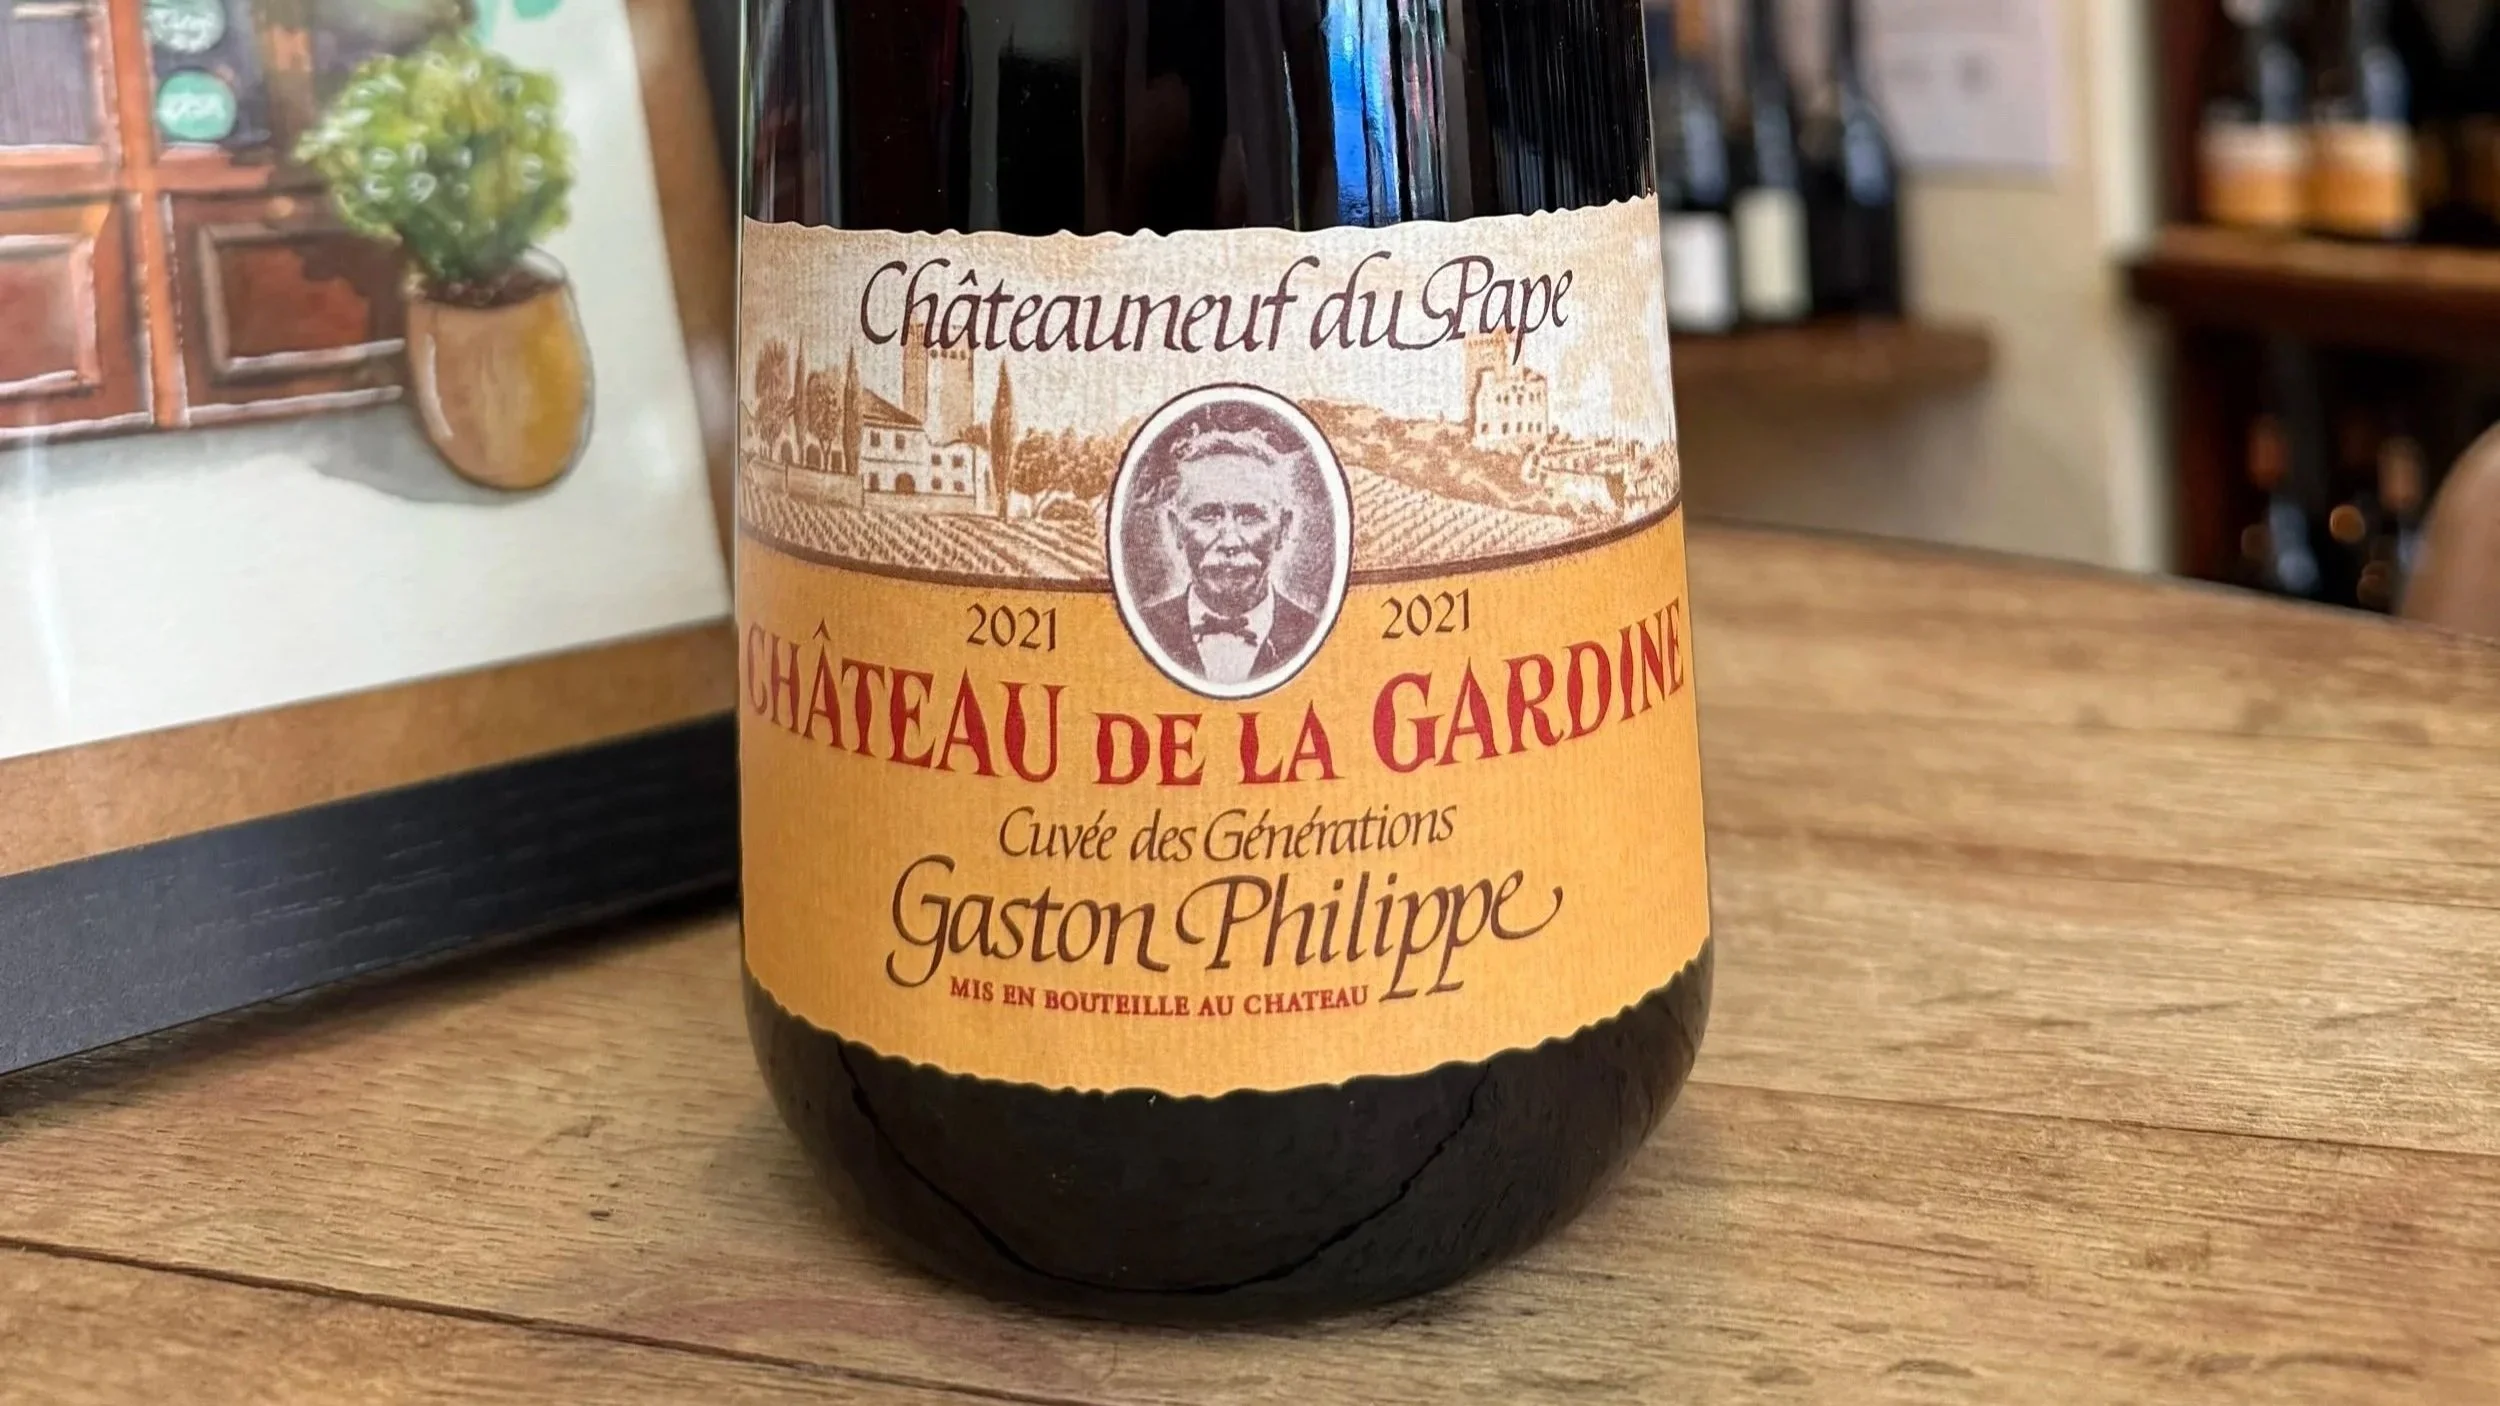 Châteauneuf du Pape
2021 2021
CHÂTEAU DE LA GARDINE
Cuvée des Générations
Gaston Philippe
MIS EN BOUTEILLE AU CHATEAU